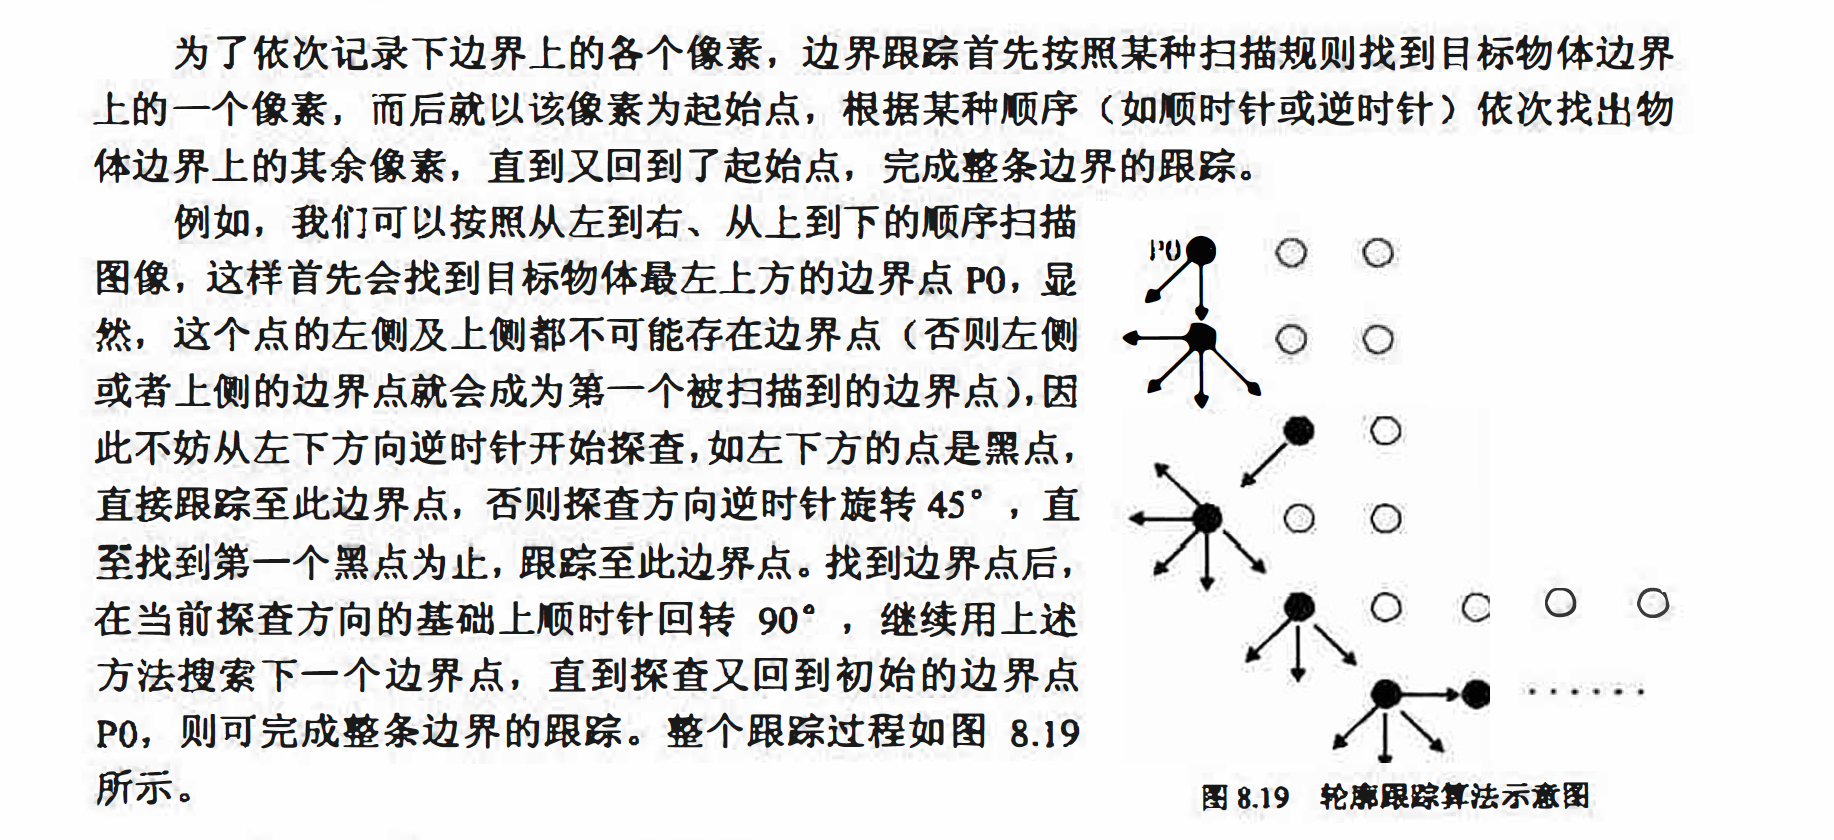 为了依次记录下边界上的各个像素，边界跟踪首先按照某种扫描规则找到目标物体边界
上的一个像素，而后就以该像素为起始点，根据某种顺序（如顺时针或逆时针）依次找出物
体边界上的其余像素，直到又回到了起始点，完成整条边界的跟踪。
例如，我们可以按照从左到右、从上到下的顺序扫描
图像，这样首先会找到目标物体最左上方的边界点 P0，显
然，这个点的左侧及上侧都不可能存在边界点（否则左侧
或者上侧的边界点就会成为第一个被扫描到的边界点），因
此不妨从左下方向逆时针开始探查，如左下方的点是黑点，
直接跟踪至此边界点，否则探查方向逆时针旋转 45°，直
至找到第一个黑点为止，跟踪至此边界点。找到边界点后，
在当前探查方向的基础上顺时针回转 90°，继续用上述
方法搜索下一个边界点，直到探查又回到初始的边界点
P0，则可完成整条边界的跟踪。整个跟踪过程如图 8.19
所示。
P0
······
图 8.19 轮廓跟踪算法示意图